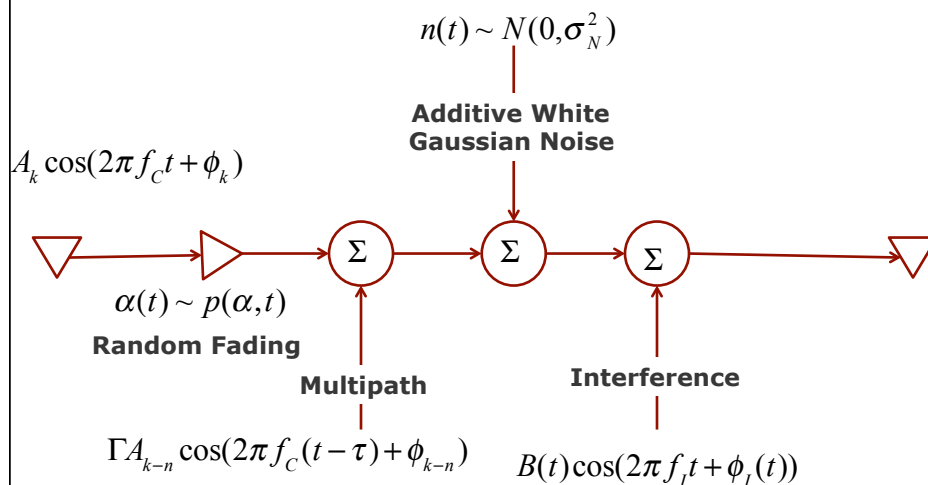 n(t) ~ N(0,σ_N^2)
Additive White
Gaussian Noise
A_k cos(2π f_C t + ϕ_k)
Σ Σ Σ
α(t) ~ p(α,t)
Random Fading
Multipath
Interference
ΓA_{k−n} cos(2π f_C (t − τ) + ϕ_{k−n})
B(t)cos(2π f_I t + ϕ_I (t))